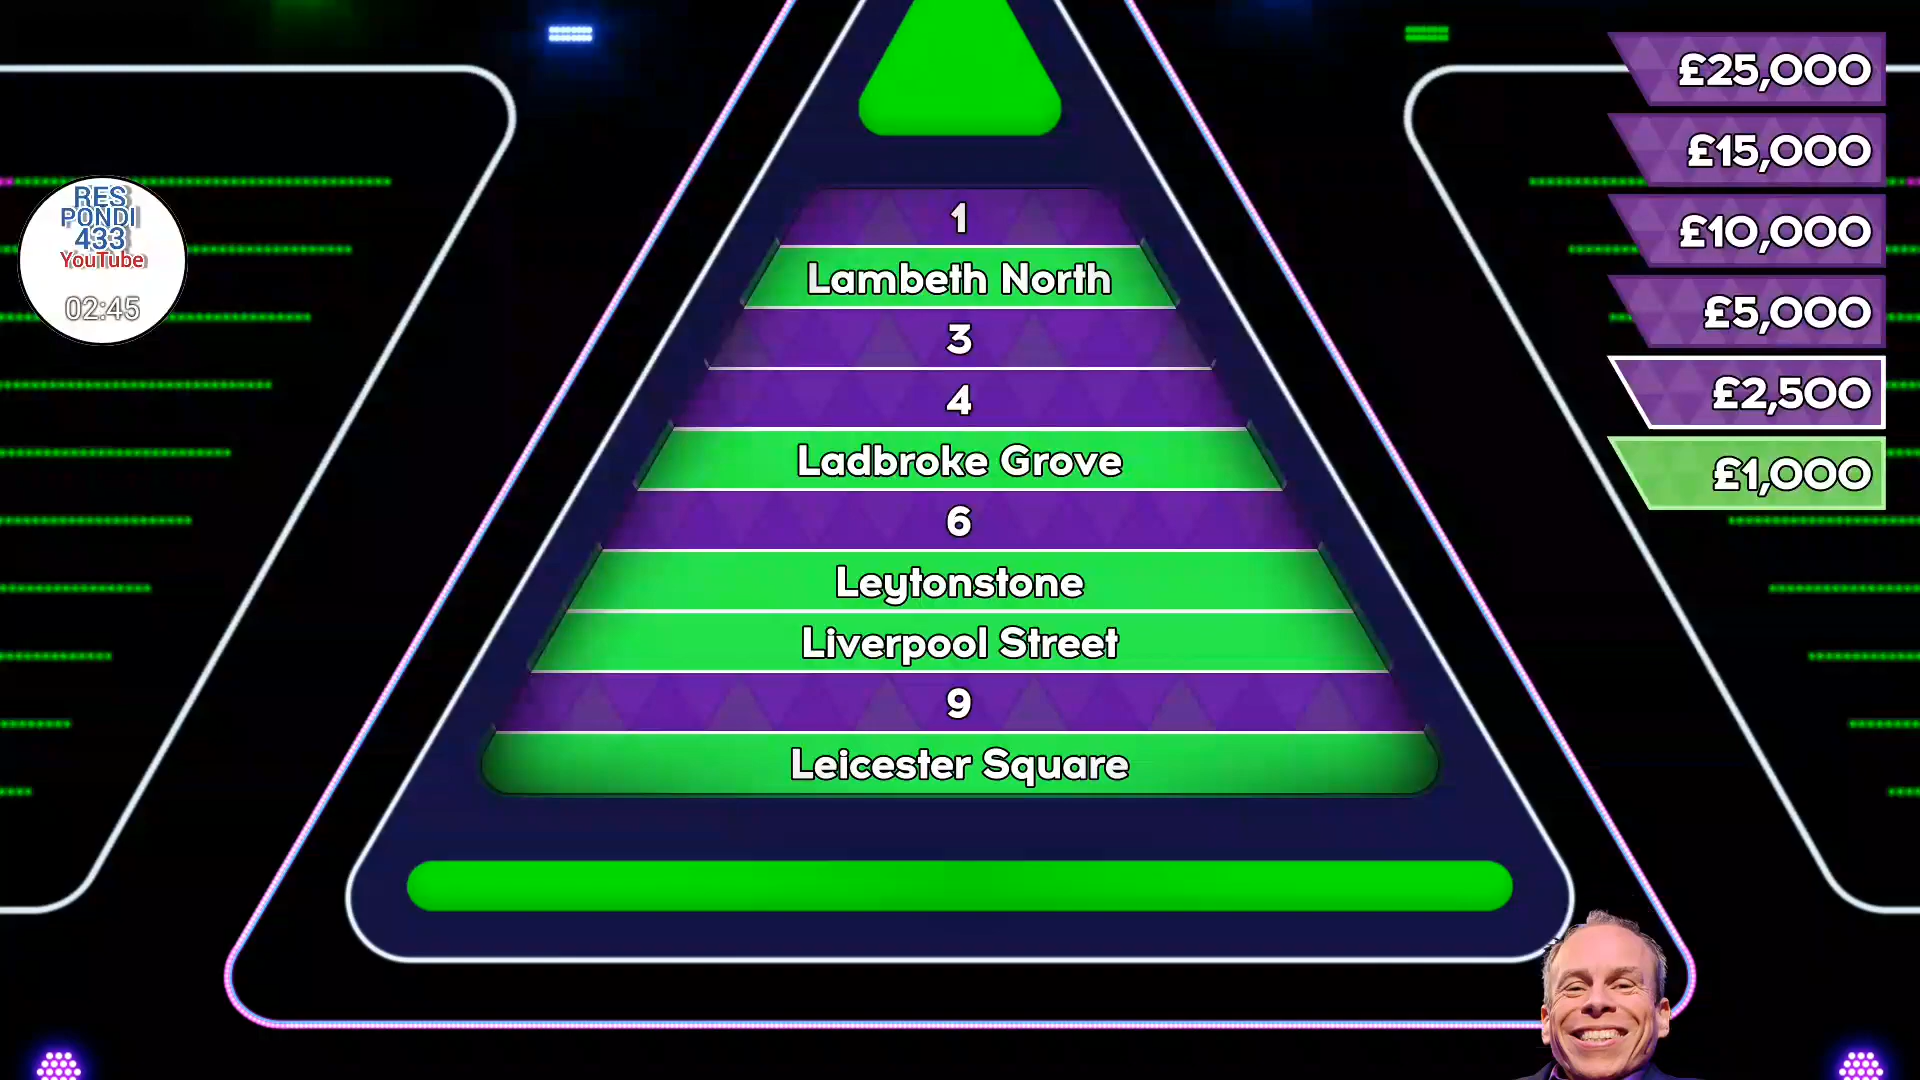 RES
PONDI
433
YouTube
02:45
1
Lambeth North
3
4
Ladbroke Grove
6
Leytonstone
Liverpool Street
9
Leicester Square
£25,000
£15,000
£10,000
£5,000
£2,500
£1,000